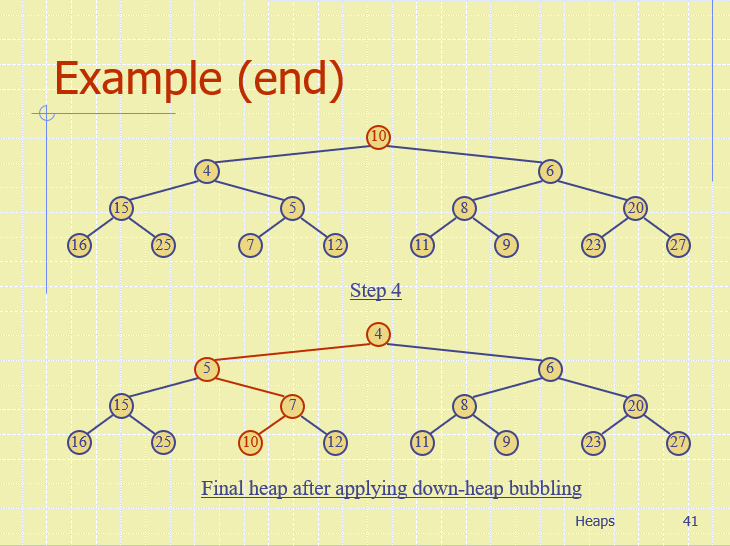 Example (end)
10
4 6
15 5 8 20
16 25 7 12 11 9 23 27
Step 4
4
5 6
15 7 8 20
16 25 10 12 11 9 23 27
Final heap after applying down-heap bubbling
Heaps 41